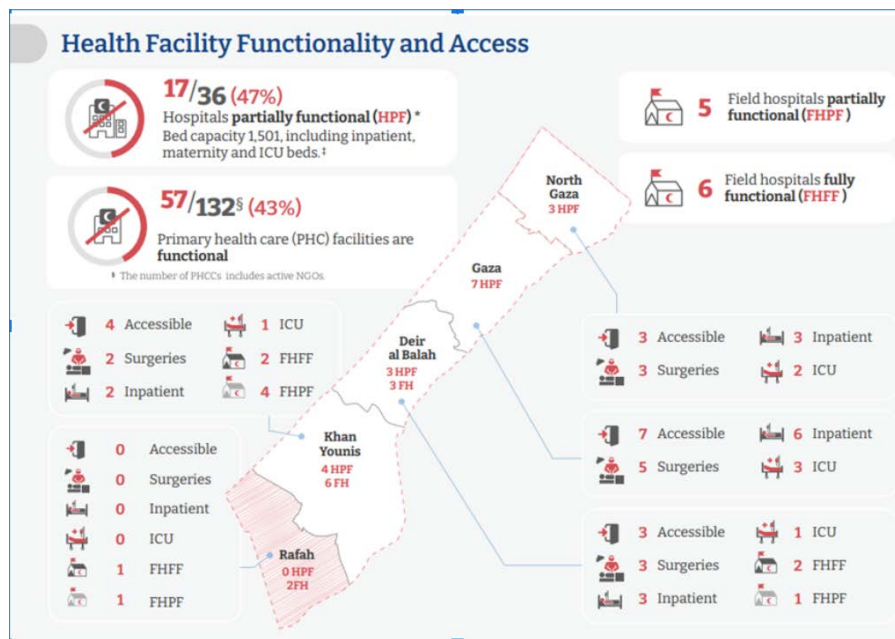 Health Facility Functionality and Access
17/36 (47%)
Hospitals partially functional (HPF) *
Bed capacity 1,501, including inpatient,
maternity and ICU beds.‡
57/132§ (43%)
Primary health care (PHC) facilities are
functional
§ The number of PHCCs includes active NGOs.
5 Field hospitals partially
functional (FHPF)
6 Field hospitals fully
functional (FHFF)
North
Gaza
3 HPF
Gaza
7 HPF
Deir
al Balah
3 HPF
3 FH
Khan
Younis
4 HPF
6 FH
Rafah
0 HPF
2FH
4 Accessible 1 ICU
2 Surgeries 2 FHFF
2 Inpatient 4 FHPF
0 Accessible
0 Surgeries
0 Inpatient
0 ICU
1 FHFF
1 FHPF
3 Accessible 3 Inpatient
3 Surgeries 2 ICU
7 Accessible 6 Inpatient
5 Surgeries 3 ICU
3 Accessible 1 ICU
3 Surgeries 2 FHFF
3 Inpatient 1 FHPF